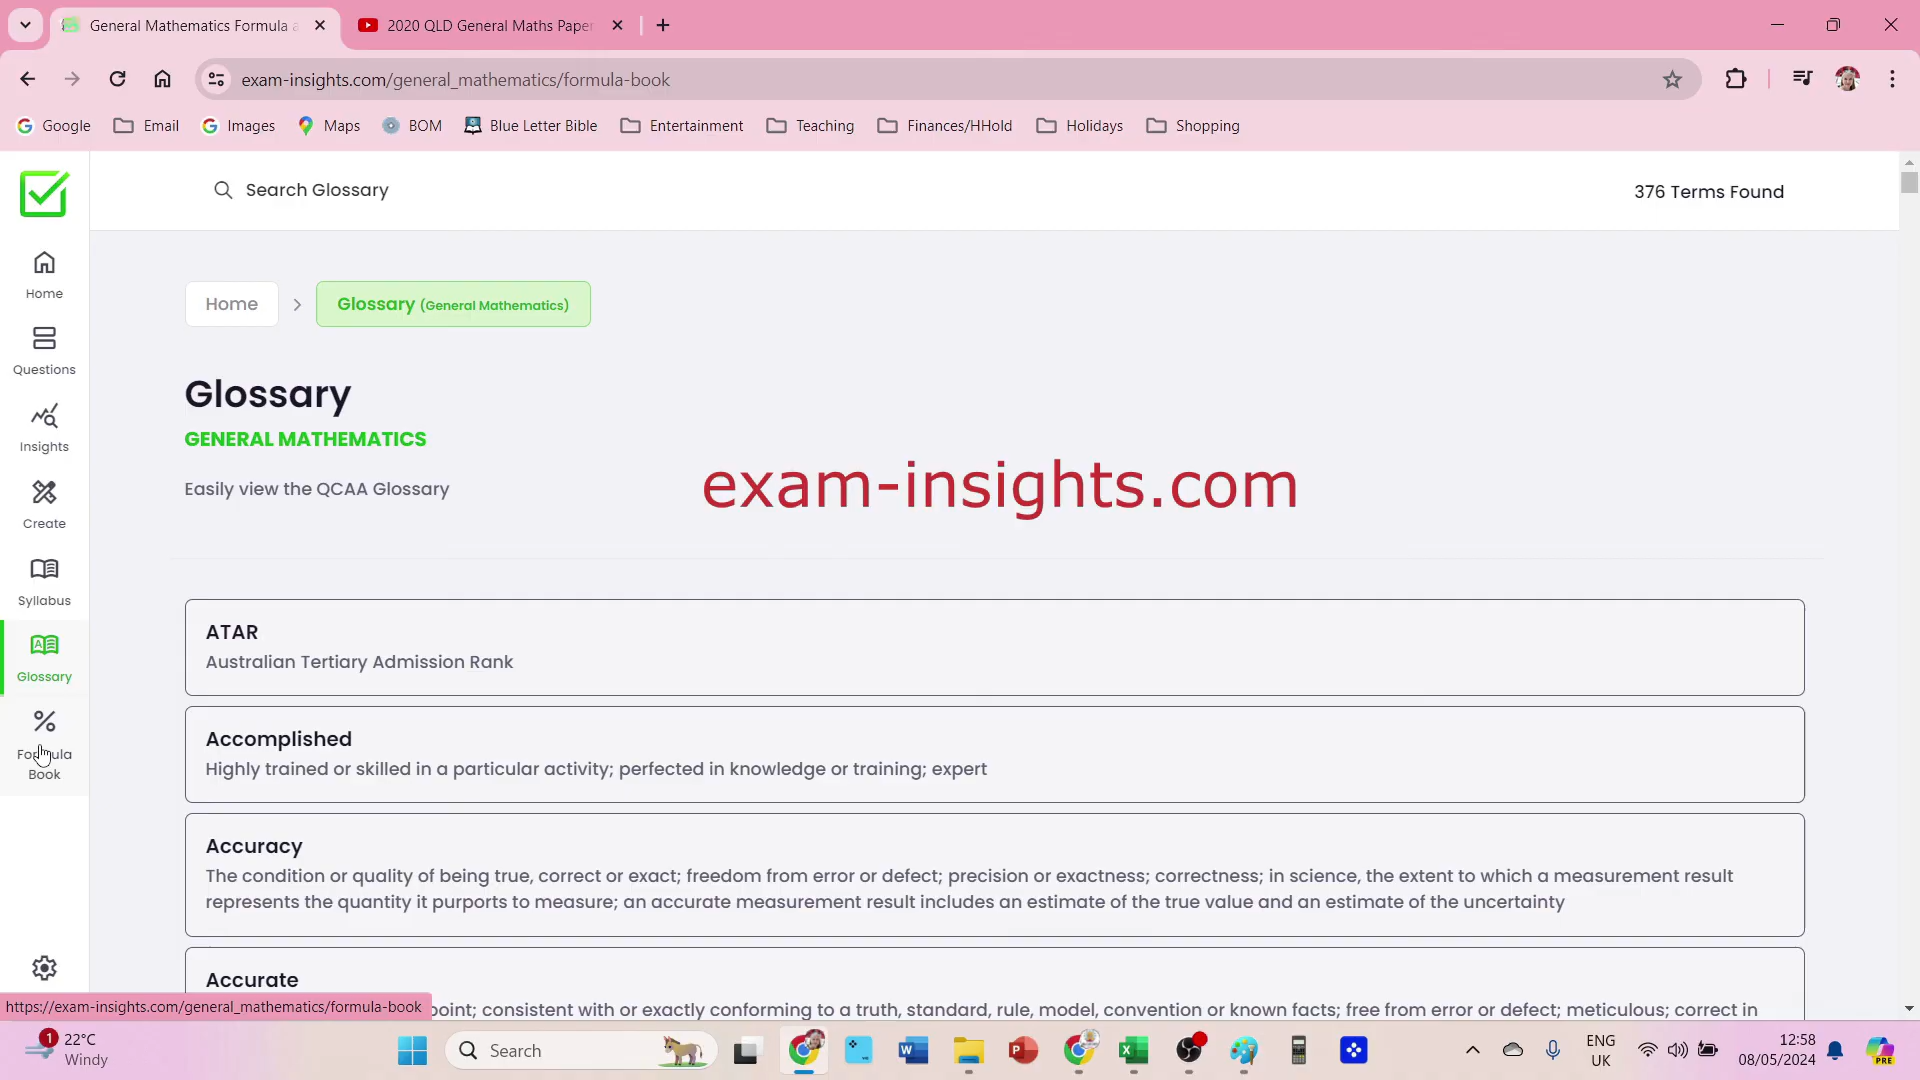 General Mathematics Formula a
2020 QLD General Maths Paper
exam-insights.com/general_mathematics/formula-book
Google
Email
Images
Maps
BOM
Blue Letter Bible
Entertainment
Teaching
Finances/HHold
Holidays
Shopping
Search Glossary
376 Terms Found
Home
Questions
Insights
Create
Syllabus
Glossary
Formula
Book
Home
Glossary (General Mathematics)
Glossary
GENERAL MATHEMATICS
Easily view the QCAA Glossary
exam-insights.com
ATAR
Australian Tertiary Admission Rank
Accomplished
Highly trained or skilled in a particular activity; perfected in knowledge or training; expert
Accuracy
The condition or quality of being true, correct or exact; freedom from error or defect; precision or exactness; correctness; in science, the extent to which a measurement result
represents the quantity it purports to measure; an accurate measurement result includes an estimate of the true value and an estimate of the uncertainty
Accurate
point; consistent with or exactly conforming to a truth, standard, rule, model, convention or known facts; free from error or defect; meticulous; correct in
https://exam-insights.com/general_mathematics/formula-book
1
22°C
Windy
Search
ENG
UK
12:58
08/05/2024
PRE